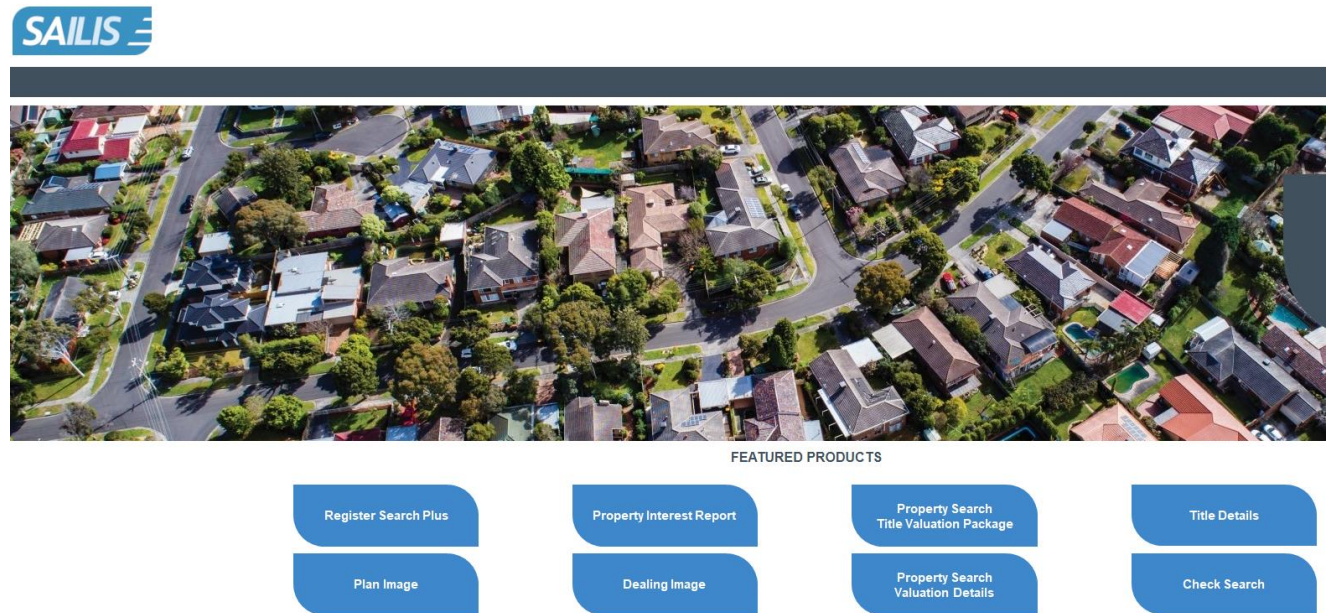 SAILIS
FEATURED PRODUCTS
Register Search Plus
Property Interest Report
Property Search
Title Valuation Package
Title Details
Plan Image
Dealing Image
Property Search
Valuation Details
Check Search